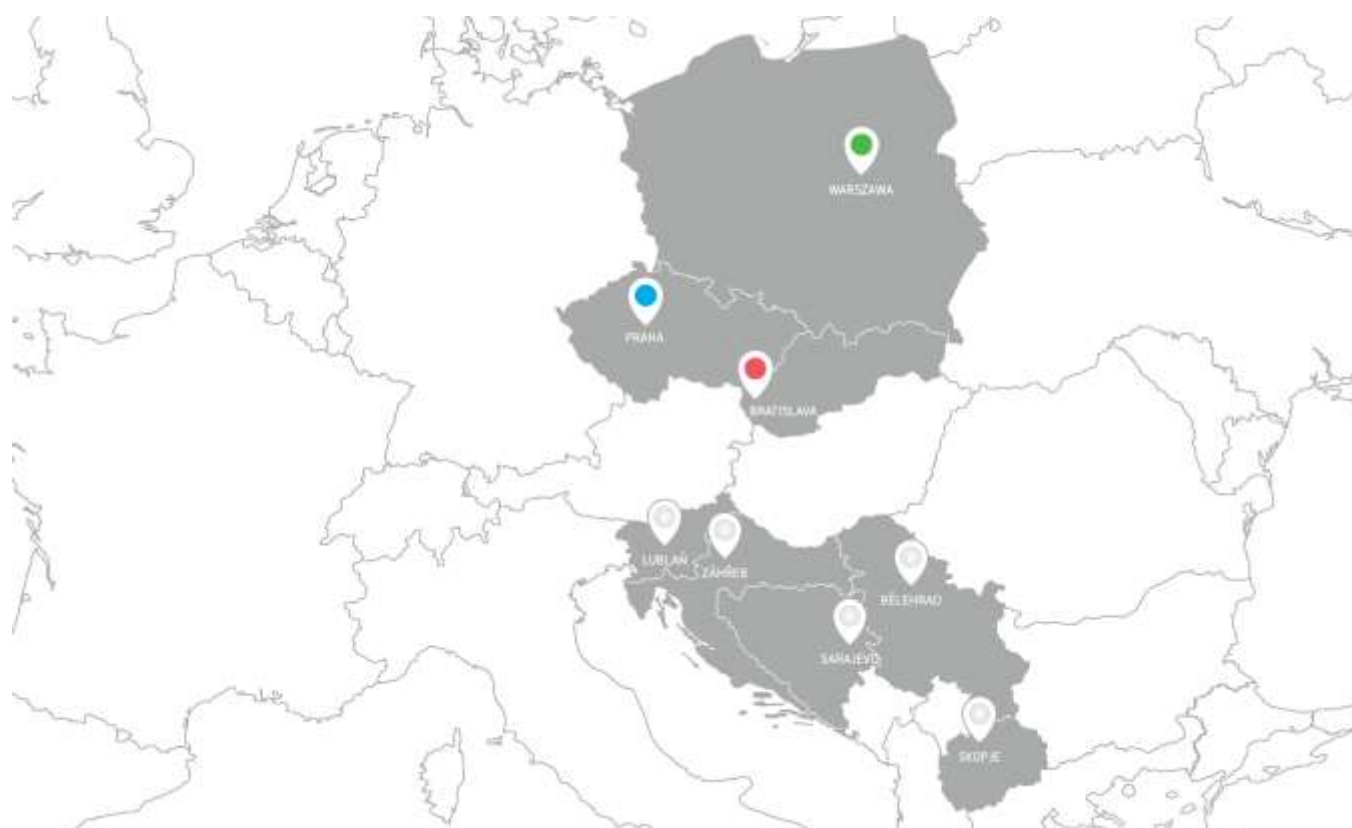 WARSZAWA
PRAHA
BRATISLAVA
LUBLAŇ
ZÁHŘEB
BĚLEHRAD
SARAJEVO
SKOPJE